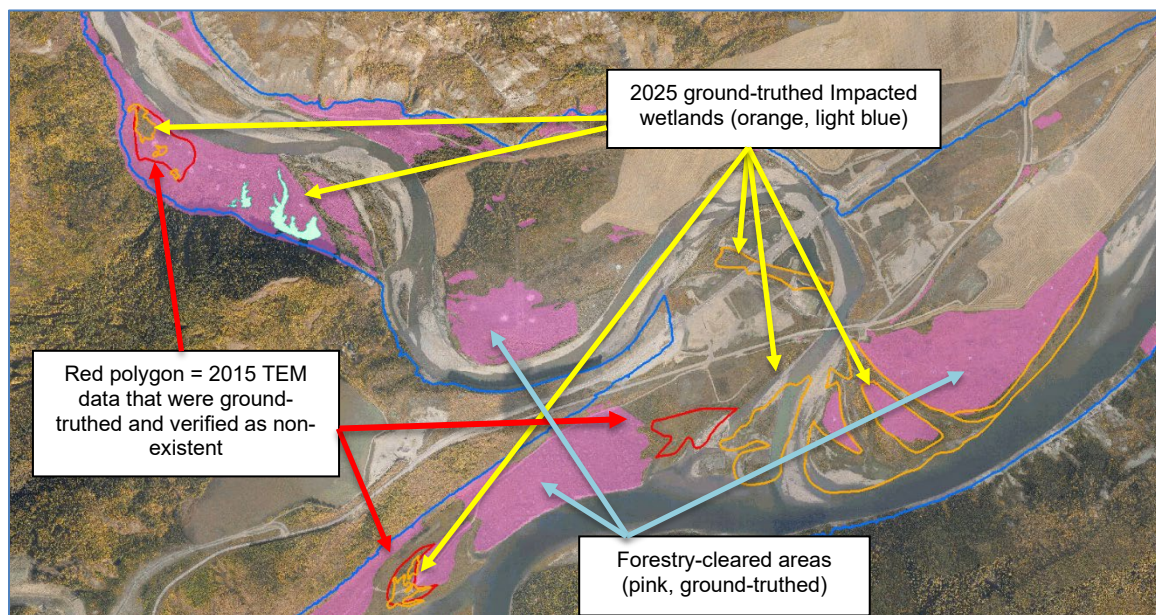 2025 ground-truthed Impacted
wetlands (orange, light blue)
Red polygon = 2015 TEM
data that were ground-
truthed and verified as non-
existent
Forestry-cleared areas
(pink, ground-truthed)